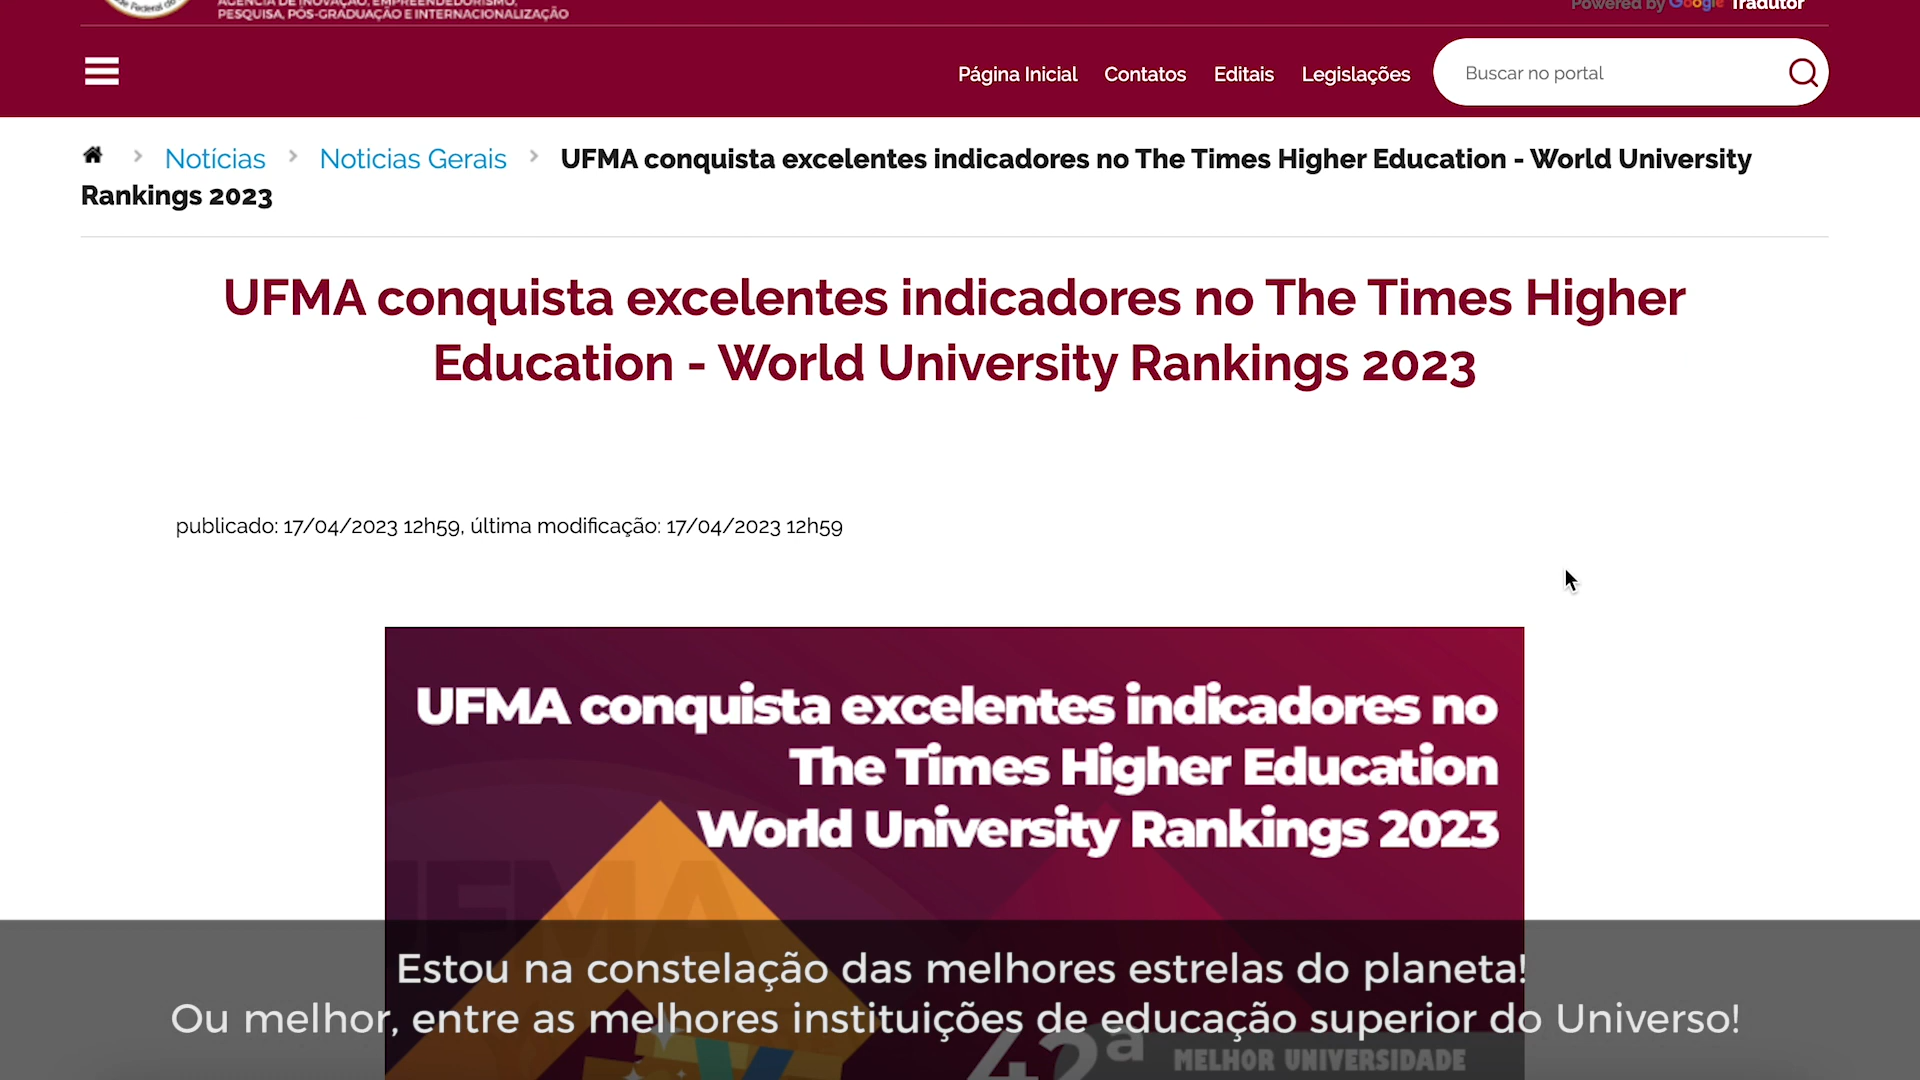 AGÊNCIA DE INOVAÇÃO, EMPREENDEDORISMO,
PESQUISA, PÓS-GRADUAÇÃO E INTERNACIONALIZAÇÃO
Powered by Google Tradutor
Página Inicial Contatos Editais Legislações Buscar no portal
Notícias Noticias Gerais UFMA conquista excelentes indicadores no The Times Higher Education - World University
Rankings 2023
UFMA conquista excelentes indicadores no The Times Higher
Education - World University Rankings 2023
publicado: 17/04/2023 12h59, última modificação: 17/04/2023 12h59
UFMA conquista excelentes indicadores no
The Times Higher Education
World University Rankings 2023
UFMA
Estou na constelação das melhores estrelas do planeta!
Ou melhor, entre as melhores instituições de educação superior do Universo!
42ª MELHOR UNIVERSIDADE